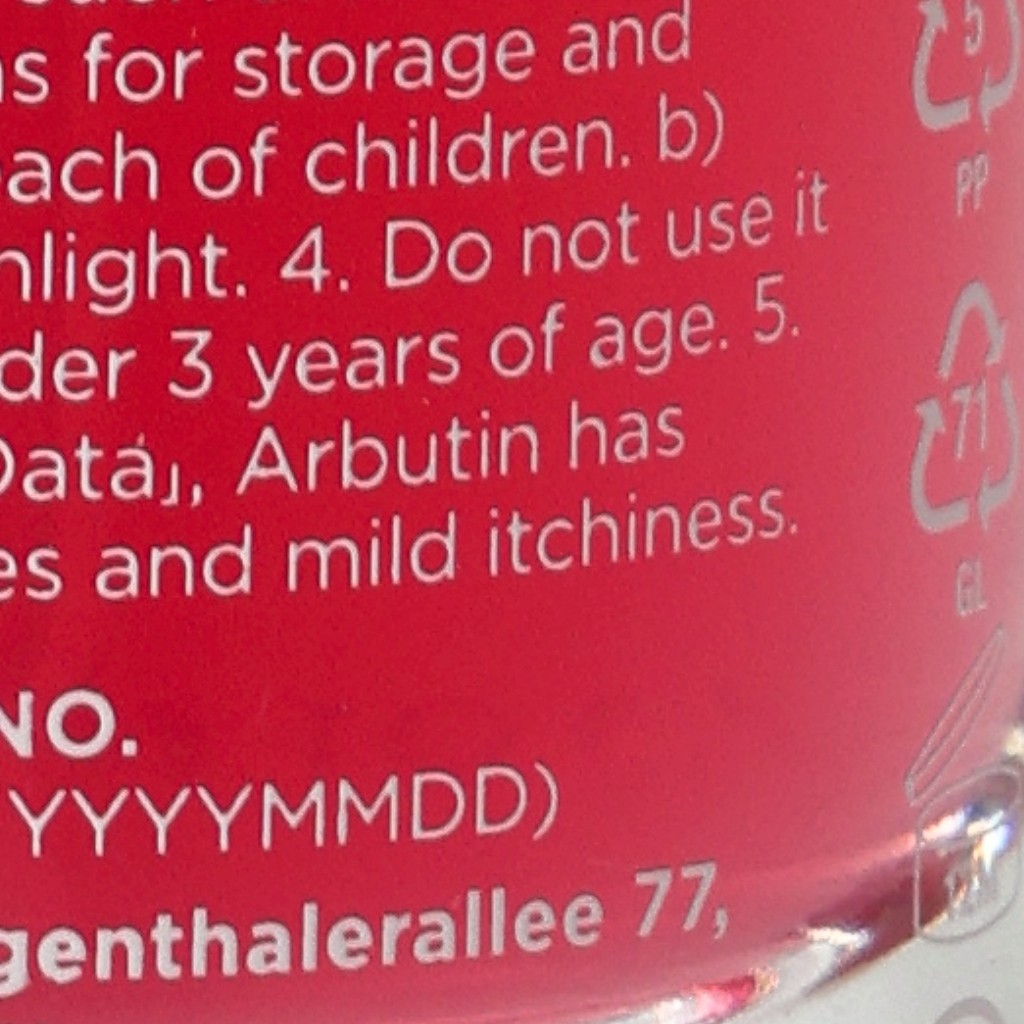 ns for storage and
each of children. b)
nlight. 4. Do not use it
der 3 years of age. 5.
Data」, Arbutin has
es and mild itchiness.
NO.
YYYYMMDD)
genthalerallee 77,
5
PP
71
GL